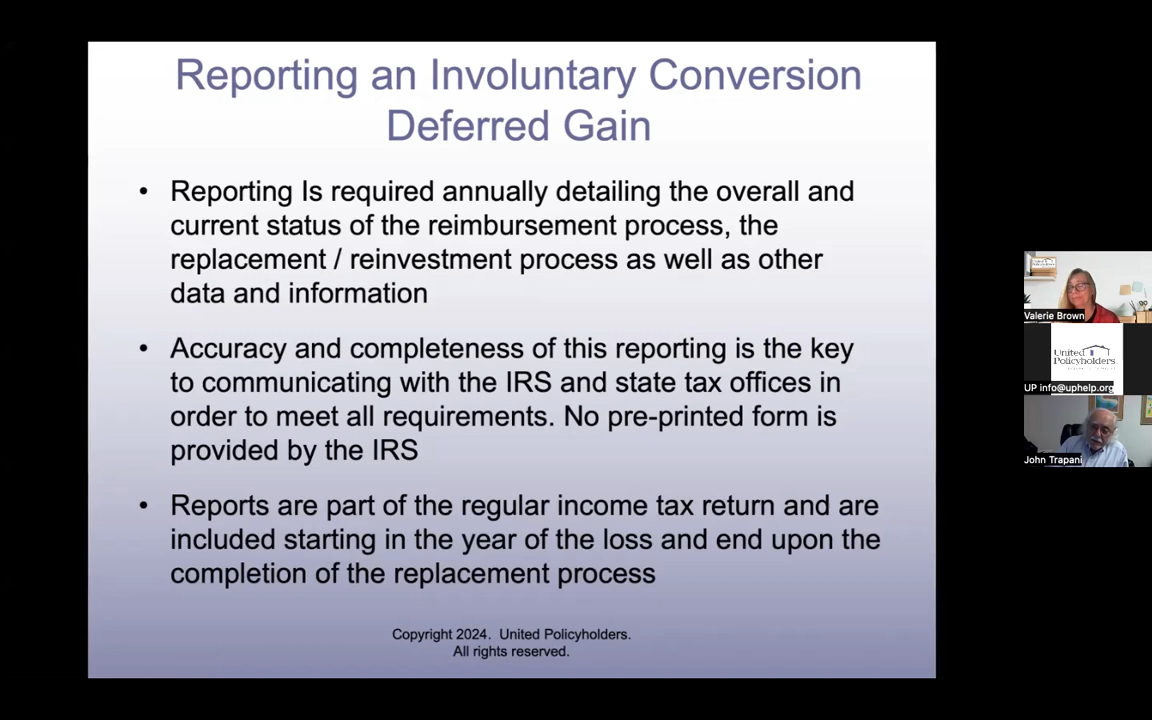 Reporting an Involuntary Conversion
Deferred Gain
• Reporting Is required annually detailing the overall and
current status of the reimbursement process, the
replacement / reinvestment process as well as other
data and information
• Accuracy and completeness of this reporting is the key
to communicating with the IRS and state tax offices in
order to meet all requirements. No pre-printed form is
provided by the IRS
• Reports are part of the regular income tax return and are
included starting in the year of the loss and end upon the
completion of the replacement process
Copyright 2024. United Policyholders.
All rights reserved.
Valerie Brown
United
Policyholders.
UP info@uphelp.org
John Trapani